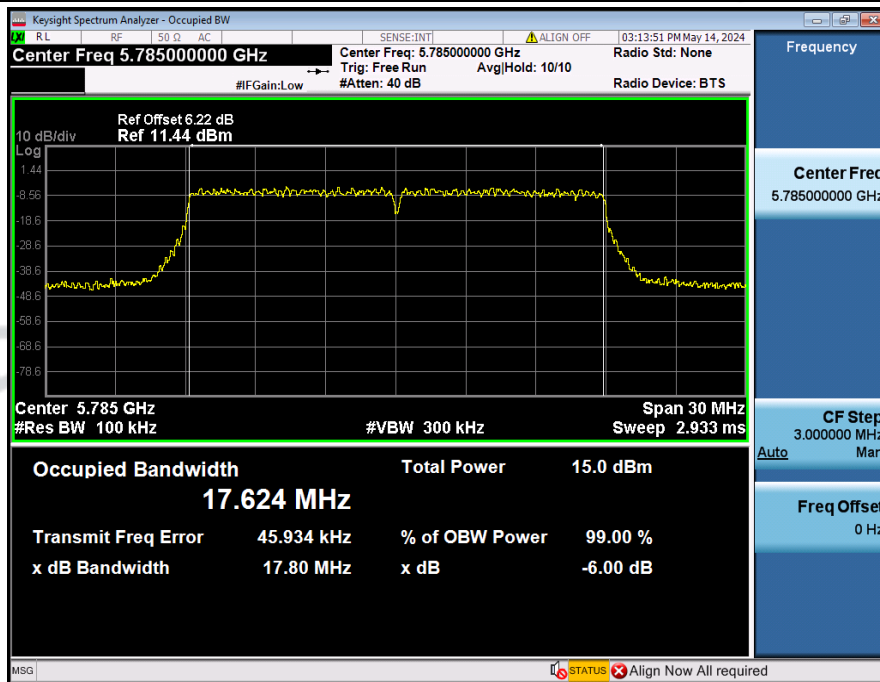 Keysight Spectrum Analyzer - Occupied BW
LXI RL RF 50 Ω AC SENSE:INT ALIGN OFF 03:13:51 PM May 14, 2024
Center Freq 5.785000000 GHz
Center Freq: 5.785000000 GHz Radio Std: None
Trig: Free Run Avg|Hold: 10/10
#IFGain:Low #Atten: 40 dB Radio Device: BTS
Frequency
Ref Offset 6.22 dB
10 dB/div Ref 11.44 dBm
Log
1.44
-8.56
-18.6
-28.6
-38.6
-48.6
-58.6
-68.6
-78.6
Center 5.785 GHz Span 30 MHz
#Res BW 100 kHz #VBW 300 kHz Sweep 2.933 ms
Occupied Bandwidth Total Power 15.0 dBm
17.624 MHz
Transmit Freq Error 45.934 kHz % of OBW Power 99.00 %
x dB Bandwidth 17.80 MHz x dB -6.00 dB
Center Freq
5.785000000 GHz
CF Step
3.000000 MHz
Auto Man
Freq Offset
0 Hz
MSG STATUS Align Now All required